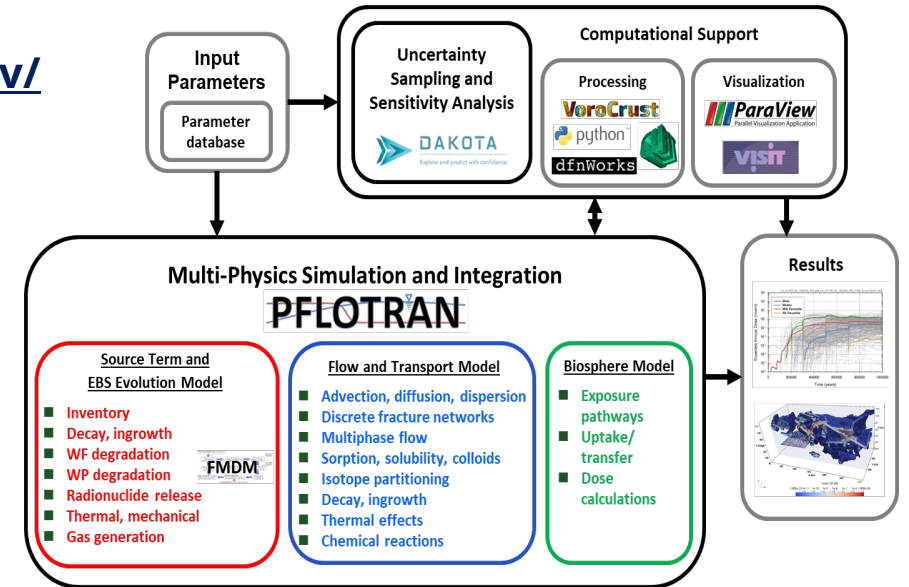 v/
Input
Parameters
Parameter
database
Uncertainty
Sampling and
Sensitivity Analysis
DAKOTA
Explore and predict with confidence.
Computational Support
Processing
VoroCrust
python
dfnWorks
Visualization
ParaView
Parallel Visualization Application
VISIT
Multi-Physics Simulation and Integration
PFLOTRAN
Source Term and
EBS Evolution Model
■ Inventory
■ Decay, ingrowth
■ WF degradation
■ WP degradation
■ Radionuclide release
■ Thermal, mechanical
■ Gas generation
FMDM
Flow and Transport Model
■ Advection, diffusion, dispersion
■ Discrete fracture networks
■ Multiphase flow
■ Sorption, solubility, colloids
■ Isotope partitioning
■ Decay, ingrowth
■ Thermal effects
■ Chemical reactions
Biosphere Model
■ Exposure
pathways
■ Uptake/
transfer
■ Dose
calculations
Results
Time (years)